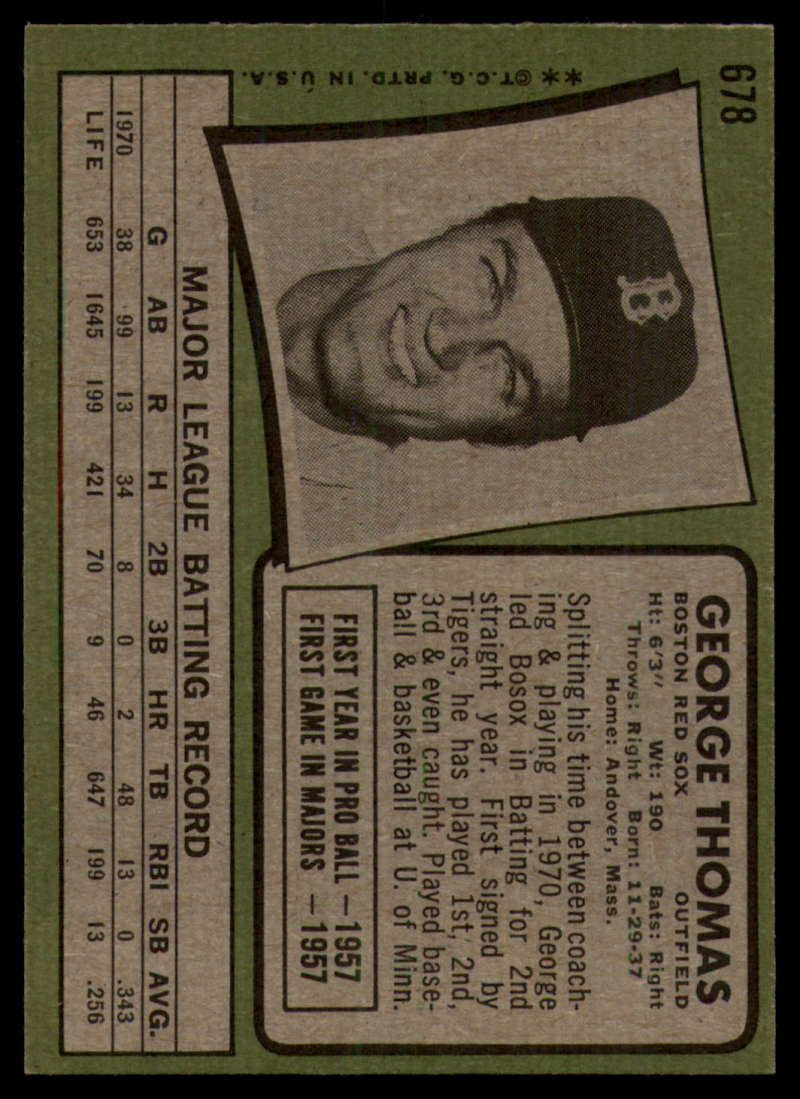 678
GEORGE THOMAS
BOSTON RED SOX OUTFIELD
Ht: 6'3" Wt: 190 Bats: Right
Throws: Right Born: 11-29-37
Home: Andover, Mass.
Splitting his time between coach-
ing & playing in 1970, George
led Bosox in Batting for 2nd
straight year. First signed by
Tigers, he has played 1st, 2nd,
3rd & even caught. Played base-
ball & basketball at U. of Minn.
FIRST YEAR IN PRO BALL – 1957
FIRST GAME IN MAJORS – 1957
B
**©T.C.G. PRTD. IN U.S.A.
MAJOR LEAGUE BATTING RECORD
G AB R H 2B 3B HR TB RBI SB AVG.
1970 38 99 13 34 8 0 2 48 13 0 .343
LIFE 653 1645 199 421 70 9 46 647 199 13 .256